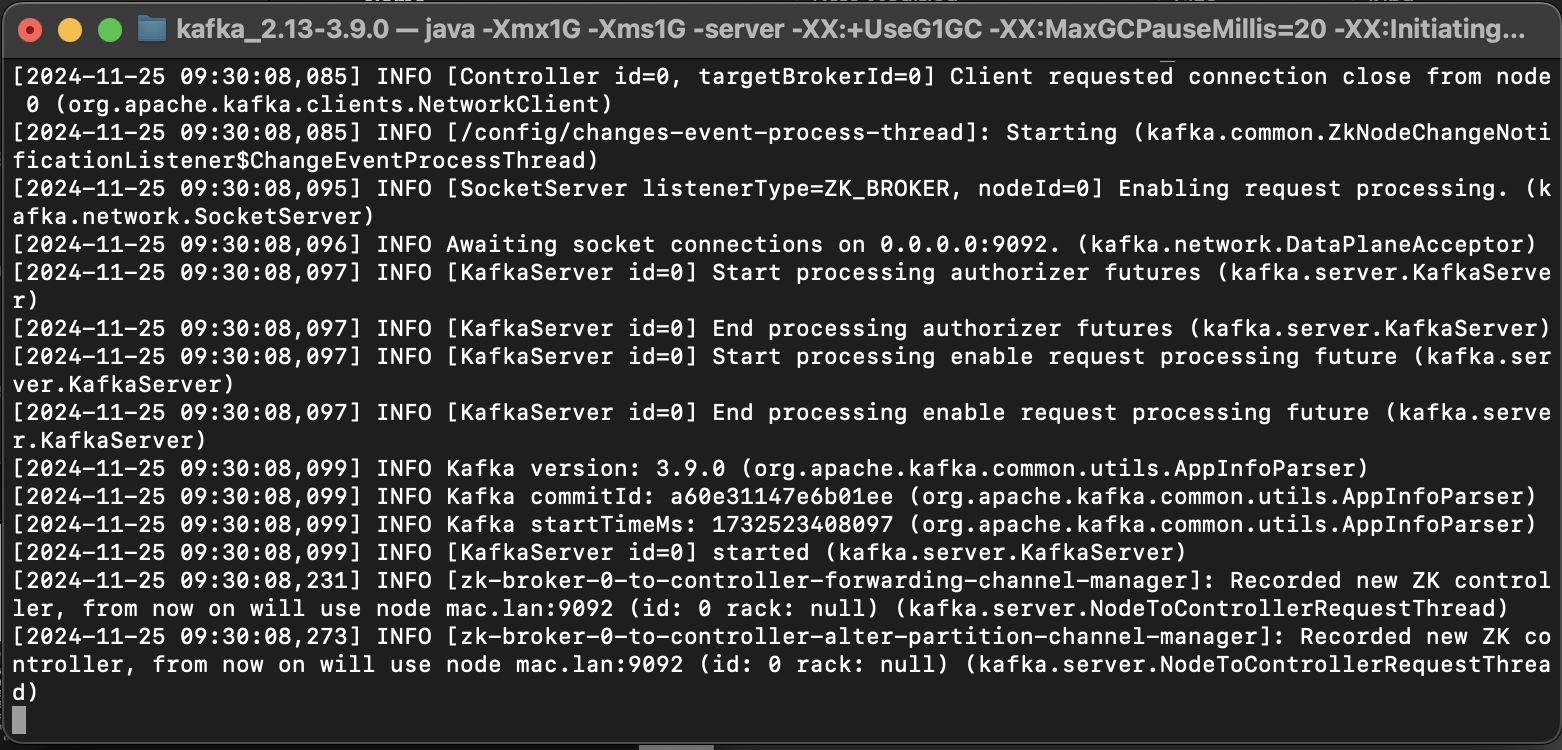 kafka_2.13-3.9.0 — java -Xmx1G -Xms1G -server -XX:+UseG1GC -XX:MaxGCPauseMillis=20 -XX:Initiating...
[2024-11-25 09:30:08,085] INFO [Controller id=0, targetBrokerId=0] Client requested connection close from node
 0 (org.apache.kafka.clients.NetworkClient)
[2024-11-25 09:30:08,085] INFO [/config/changes-event-process-thread]: Starting (kafka.common.ZkNodeChangeNoti
ficationListener$ChangeEventProcessThread)
[2024-11-25 09:30:08,095] INFO [SocketServer listenerType=ZK_BROKER, nodeId=0] Enabling request processing. (k
afka.network.SocketServer)
[2024-11-25 09:30:08,096] INFO Awaiting socket connections on 0.0.0.0:9092. (kafka.network.DataPlaneAcceptor)
[2024-11-25 09:30:08,097] INFO [KafkaServer id=0] Start processing authorizer futures (kafka.server.KafkaServe
r)
[2024-11-25 09:30:08,097] INFO [KafkaServer id=0] End processing authorizer futures (kafka.server.KafkaServer)
[2024-11-25 09:30:08,097] INFO [KafkaServer id=0] Start processing enable request processing future (kafka.ser
ver.KafkaServer)
[2024-11-25 09:30:08,097] INFO [KafkaServer id=0] End processing enable request processing future (kafka.serve
r.KafkaServer)
[2024-11-25 09:30:08,099] INFO Kafka version: 3.9.0 (org.apache.kafka.common.utils.AppInfoParser)
[2024-11-25 09:30:08,099] INFO Kafka commitId: a60e31147e6b01ee (org.apache.kafka.common.utils.AppInfoParser)
[2024-11-25 09:30:08,099] INFO Kafka startTimeMs: 1732523408097 (org.apache.kafka.common.utils.AppInfoParser)
[2024-11-25 09:30:08,099] INFO [KafkaServer id=0] started (kafka.server.KafkaServer)
[2024-11-25 09:30:08,231] INFO [zk-broker-0-to-controller-forwarding-channel-manager]: Recorded new ZK control
ler, from now on will use node mac.lan:9092 (id: 0 rack: null) (kafka.server.NodeToControllerRequestThread)
[2024-11-25 09:30:08,273] INFO [zk-broker-0-to-controller-alter-partition-channel-manager]: Recorded new ZK co
ntroller, from now on will use node mac.lan:9092 (id: 0 rack: null) (kafka.server.NodeToControllerRequestThrea
d)